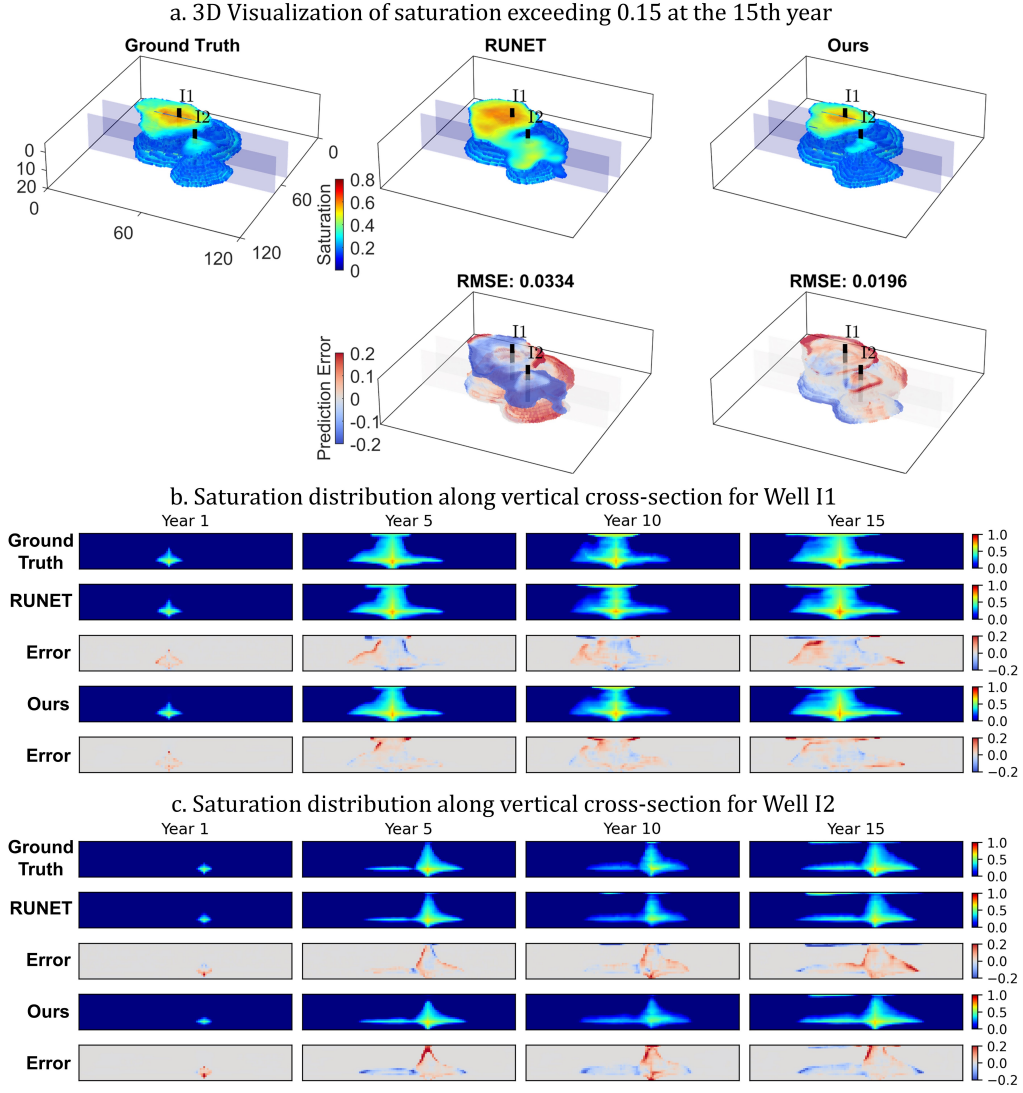 a. 3D Visualization of saturation exceeding 0.15 at the 15th year
Ground Truth
RUNET
Ours
I1
I2
I1
I2
I1
I2
0
10
20
0
60
120
0
60
120
Saturation
0.8
0.6
0.4
0.2
0
RMSE: 0.0334
RMSE: 0.0196
I1
I2
I1
I2
Prediction Error
0.2
0.1
0
-0.1
-0.2
b. Saturation distribution along vertical cross-section for Well I1
Year 1 Year 5 Year 10 Year 15
Ground
Truth
1.0
0.5
0.0
RUNET
1.0
0.5
0.0
Error
0.2
0.0
−0.2
Ours
1.0
0.5
0.0
Error
0.2
0.0
−0.2
c. Saturation distribution along vertical cross-section for Well I2
Year 1 Year 5 Year 10 Year 15
Ground
Truth
1.0
0.5
0.0
RUNET
1.0
0.5
0.0
Error
0.2
0.0
−0.2
Ours
1.0
0.5
0.0
Error
0.2
0.0
−0.2